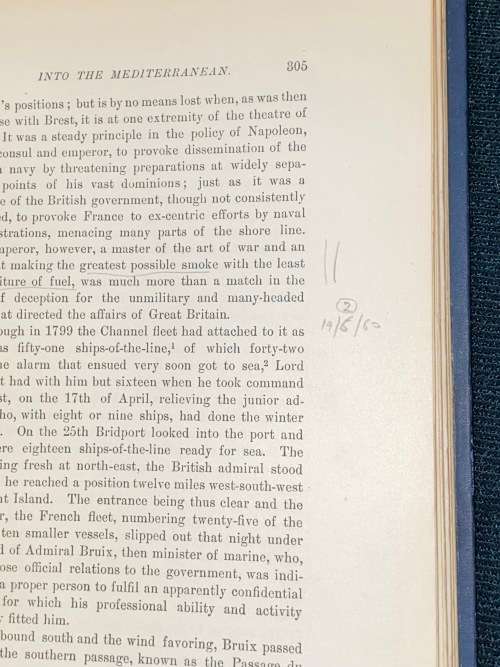 INTO THE MEDITERRANEAN. 305
's positions; but is by no means lost when, as was then
se with Brest, it is at one extremity of the theatre of
It was a steady principle in the policy of Napoleon,
consul and emperor, to provoke dissemination of the
navy by threatening preparations at widely sepa-
points of his vast dominions; just as it was a
e of the British government, though not consistently
ed, to provoke France to ex-centric efforts by naval
strations, menacing many parts of the shore line.
mperor, however, a master of the art of war and an
t making the greatest possible smoke with the least
iture of fuel, was much more than a match in the
f deception for the unmilitary and many-headed
at directed the affairs of Great Britain.
ough in 1799 the Channel fleet had attached to it as
as fifty-one ships-of-the-line,¹ of which forty-two
e alarm that ensued very soon got to sea,² Lord
t had with him but sixteen when he took command
st, on the 17th of April, relieving the junior ad-
ho, with eight or nine ships, had done the winter
On the 25th Bridport looked into the port and
ere eighteen ships-of-the-line ready for sea. The
ing fresh at north-east, the British admiral stood
he reached a position twelve miles west-south-west
nt Island. The entrance being thus clear and the
r, the French fleet, numbering twenty-five of the
ten smaller vessels, slipped out that night under
d of Admiral Bruix, then minister of marine, who,
ose official relations to the government, was indi-
a proper person to fulfil an apparently confidential
for which his professional ability and activity
y fitted him.
bound south and the wind favoring, Bruix passed
the southern passage, known as the Passage du
2